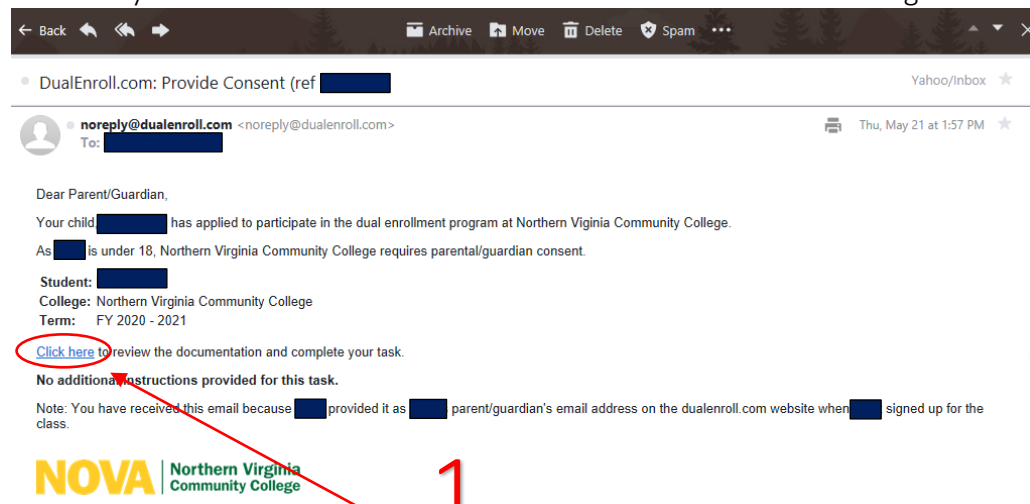 ← Back Archive Move Delete Spam •••
DualEnroll.com: Provide Consent (ref
Yahoo/Inbox
noreply@dualenroll.com <noreply@dualenroll.com>
Thu, May 21 at 1:57 PM
To:
Dear Parent/Guardian,
Your child, has applied to participate in the dual enrollment program at Northern Viginia Community College.
As is under 18, Northern Virginia Community College requires parental/guardian consent.
Student:
College: Northern Virginia Community College
Term: FY 2020 - 2021
Click here to review the documentation and complete your task.
No additional instructions provided for this task.
Note: You have received this email because provided it as parent/guardian's email address on the dualenroll.com website when signed up for the
class.
NOVA Northern Virginia
Community College
1